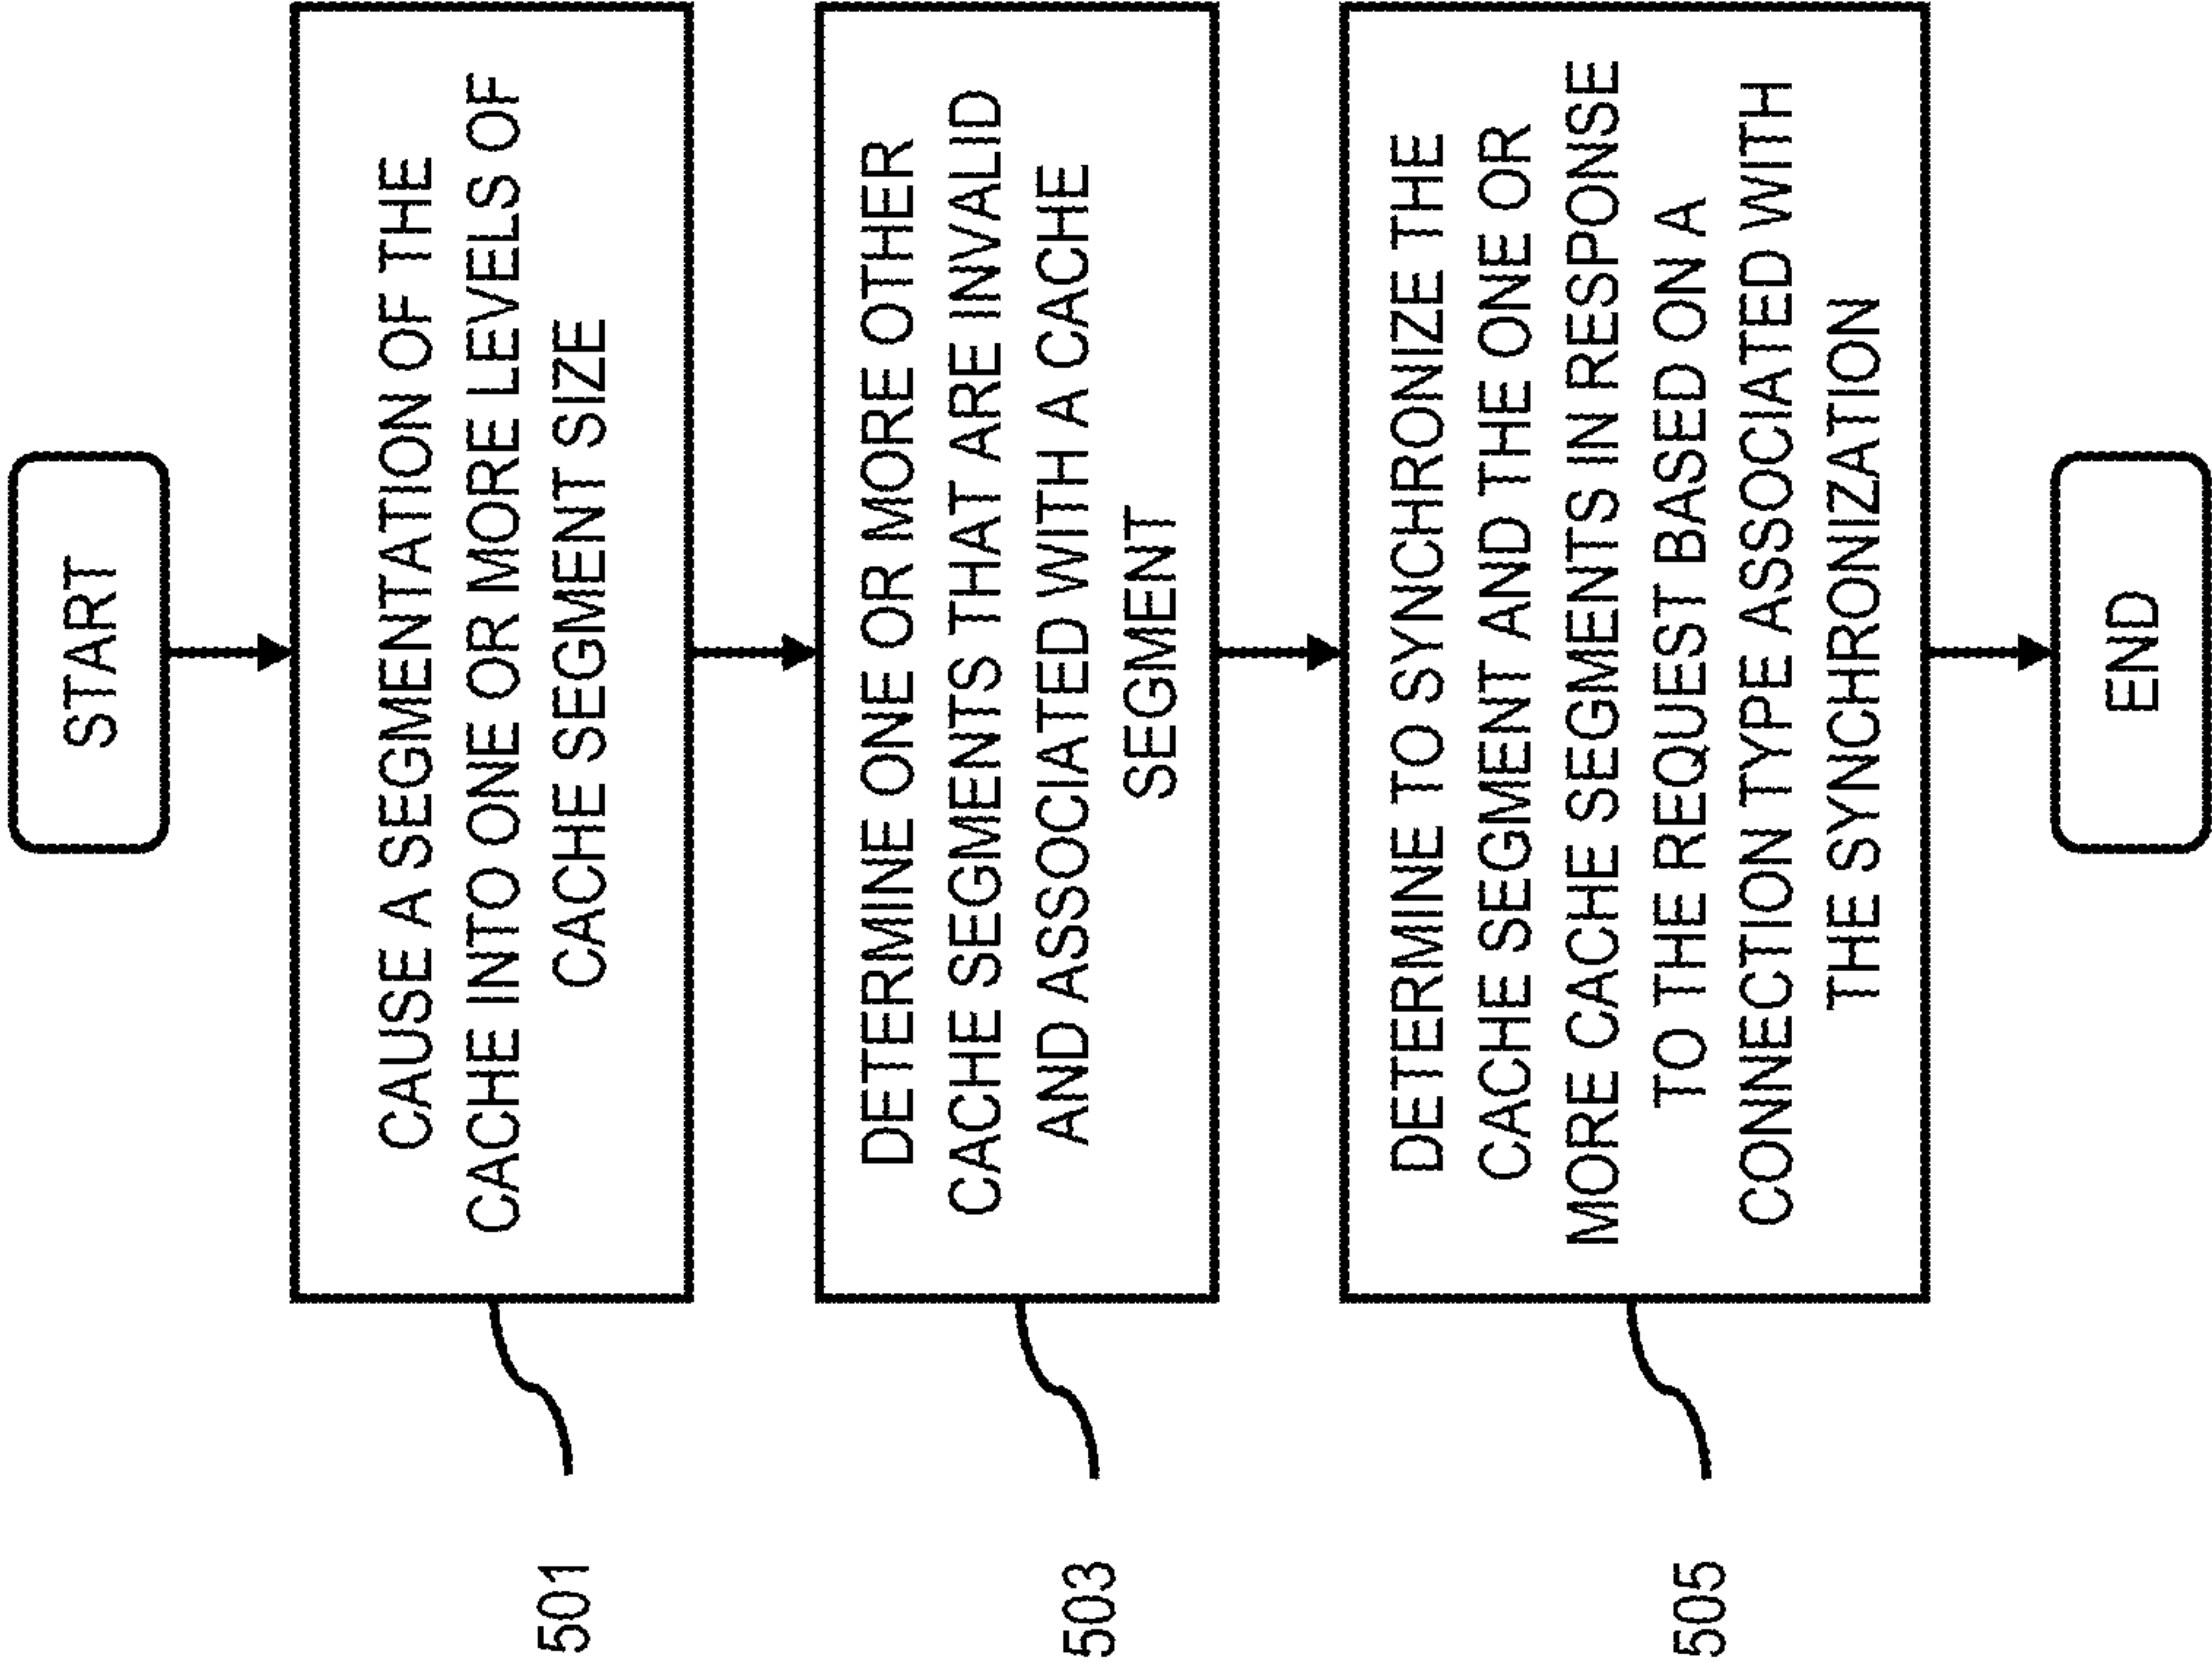 START
CAUSE A SEGMENTATION OF THE
CACHE INTO ONE OR MORE LEVELS OF
CACHE SEGMENT SIZE
501
DETERMINE ONE OR MORE OTHER
CACHE SEGMENTS THAT ARE INVALID
AND ASSOCIATED WITH A CACHE
SEGMENT
503
DETERMINE TO SYNCHRONIZE THE
CACHE SEGMENT AND THE ONE OR
MORE CACHE SEGMENTS IN RESPONSE
TO THE REQUEST BASED ON A
CONNECTION TYPE ASSOCIATED WITH
THE SYNCHRONIZATION
505
END